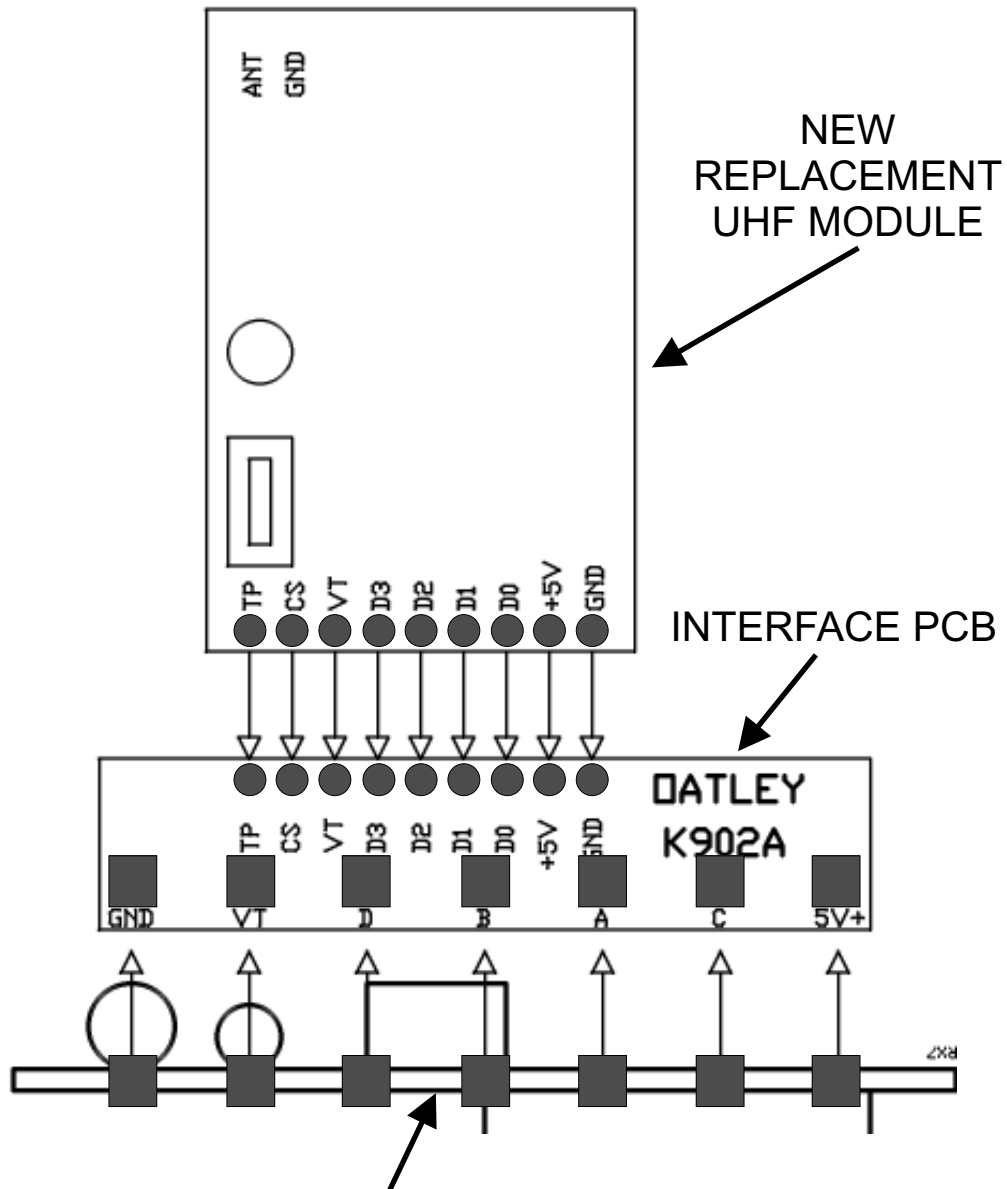 ANT
GND
NEW
REPLACEMENT
UHF MODULE
TP CS VT D3 D2 D1 D0 +5V GND
INTERFACE PCB
OATLEY
K902A
TP CS VT D3 D2 D1 D0 +5V GND
GND VT D B A C 5V+
RX7